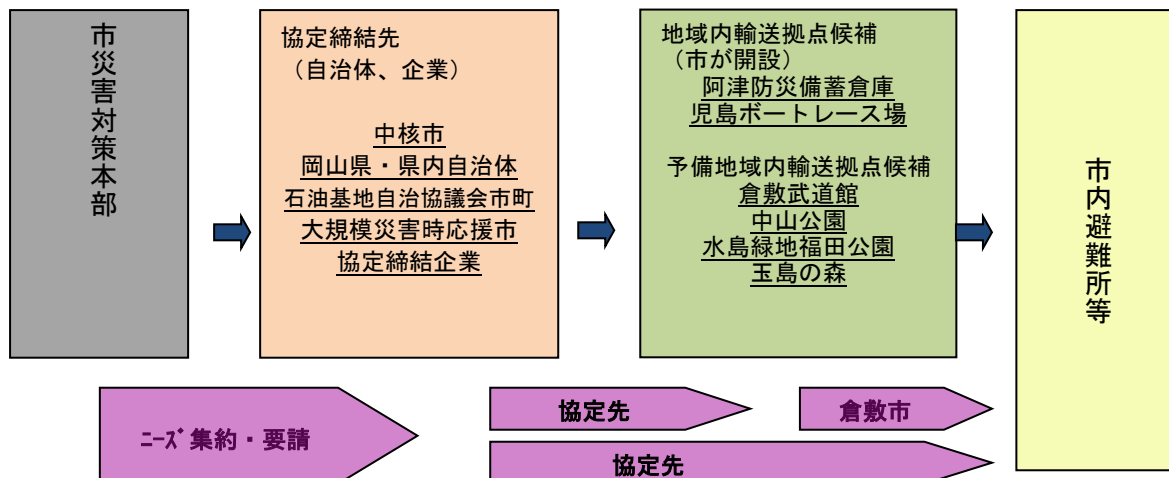 市災害対策本部
協定締結先
（自治体、企業）
中核市
岡山県・県内自治体
石油基地自治協議会市町
大規模災害時応援市
協定締結企業
地域内輸送拠点候補
（市が開設）
阿津防災備蓄倉庫
児島ボートレース場
予備地域内輸送拠点候補
倉敷武道館
中山公園
水島緑地福田公園
玉島の森
市内避難所等
ﾆｰｽﾞ集約・要請
協定先
倉敷市
協定先